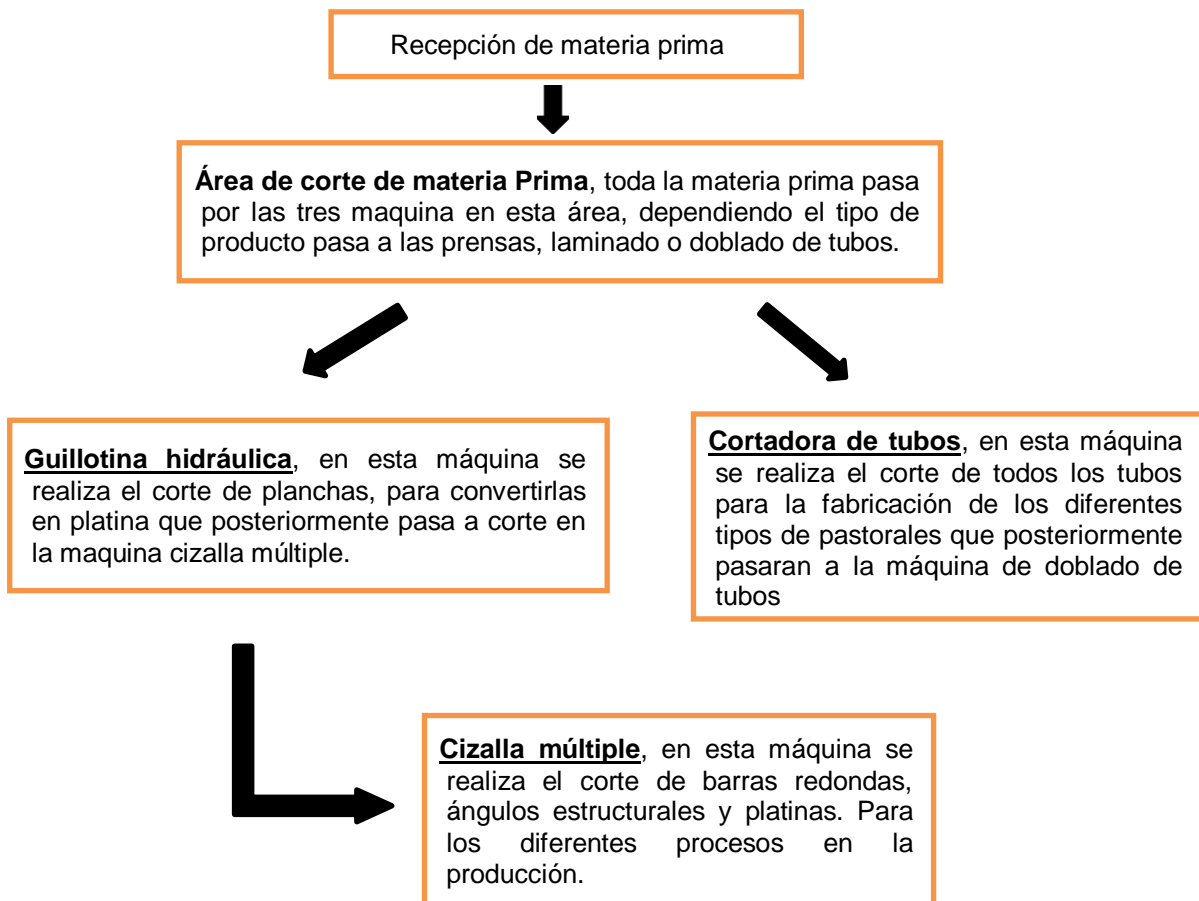 Recepción de materia prima
Área de corte de materia Prima, toda la materia prima pasa
por las tres maquina en esta área, dependiendo el tipo de
producto pasa a las prensas, laminado o doblado de tubos.
Guillotina hidráulica, en esta máquina se
realiza el corte de planchas, para convertirlas
en platina que posteriormente pasa a corte en
la maquina cizalla múltiple.
Cortadora de tubos, en esta máquina
se realiza el corte de todos los tubos
para la fabricación de los diferentes
tipos de pastorales que posteriormente
pasaran a la máquina de doblado de
tubos
Cizalla múltiple, en esta máquina se
realiza el corte de barras redondas,
ángulos estructurales y platinas. Para
los diferentes procesos en la
producción.